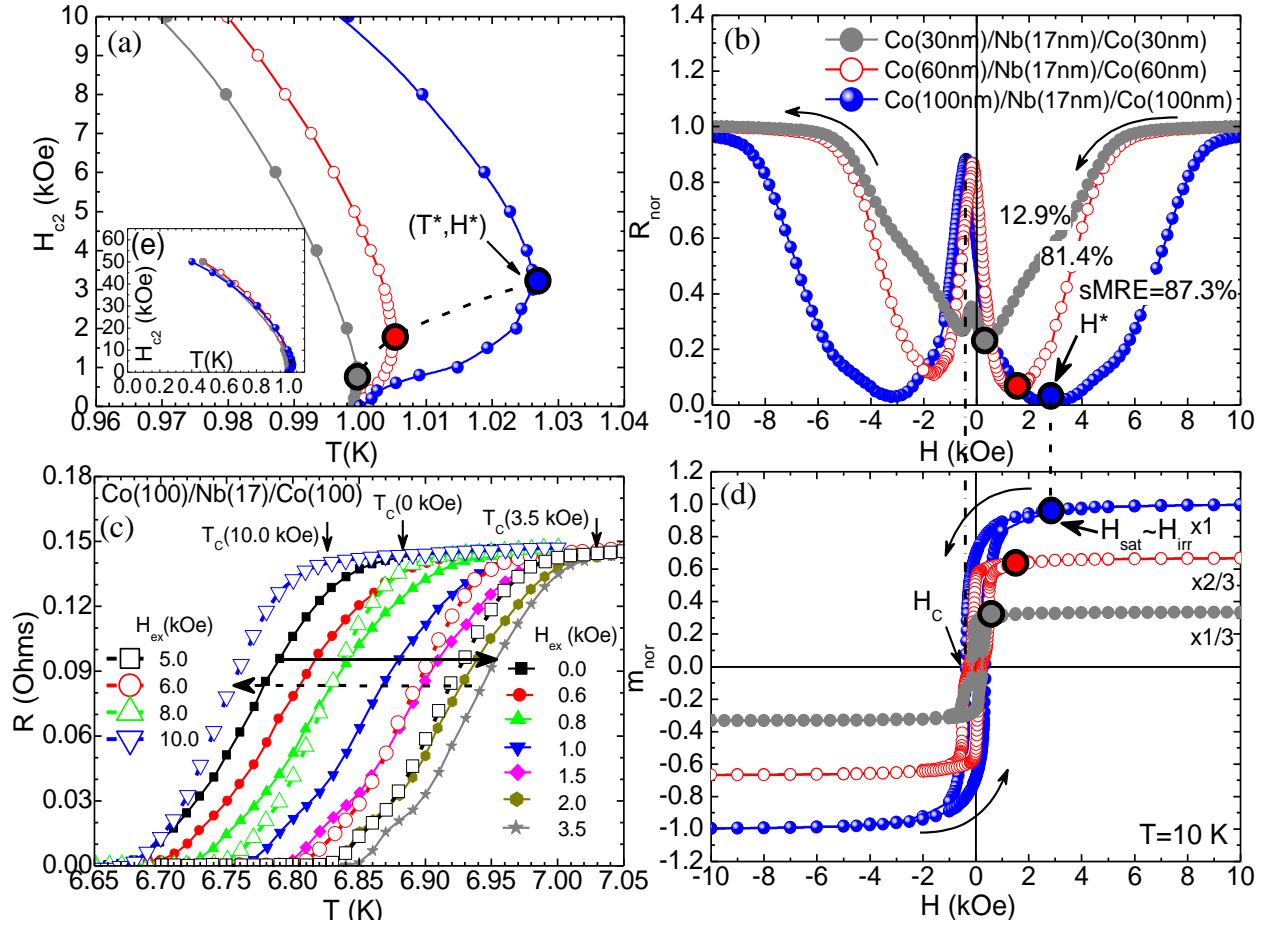 (a)
10
9
8
7
6
5
4
3
2
1
0
H_c2 (kOe)
(T*,H*)
0.96 0.97 0.98 0.99 1.00 1.01 1.02 1.03 1.04
T(K)
(e)
60
50
40
30
20
10
0
H_c2 (kOe)
T(K)
0.0 0.2 0.4 0.6 0.8 1.0
(b)
Co(30nm)/Nb(17nm)/Co(30nm)
Co(60nm)/Nb(17nm)/Co(60nm)
Co(100nm)/Nb(17nm)/Co(100nm)
1.4
1.2
1.0
0.8
0.6
0.4
0.2
0.0
R_nor
12.9%
81.4%
sMRE=87.3%
H*
-10 -8 -6 -4 -2 0 2 4 6 8 10
H (kOe)
Co(100)/Nb(17)/Co(100)
(c)
T_C(0 kOe)
T_C(10.0 kOe)
T_C(3.5 kOe)
0.18
0.15
0.12
0.09
0.06
0.03
0.00
R (Ohms)
H_ex(kOe)
5.0
6.0
8.0
10.0
H_ex (kOe)
0.0
0.6
0.8
1.0
1.5
2.0
3.5
6.65 6.70 6.75 6.80 6.85 6.90 6.95 7.00 7.05
T (K)
(d)
1.2
1.0
0.8
0.6
0.4
0.2
0.0
-0.2
-0.4
-0.6
-0.8
-1.0
-1.2
m_nor
H_sat~H_irr x1
x2/3
x1/3
H_C
T=10 K
-10 -8 -6 -4 -2 0 2 4 6 8 10
H (kOe)